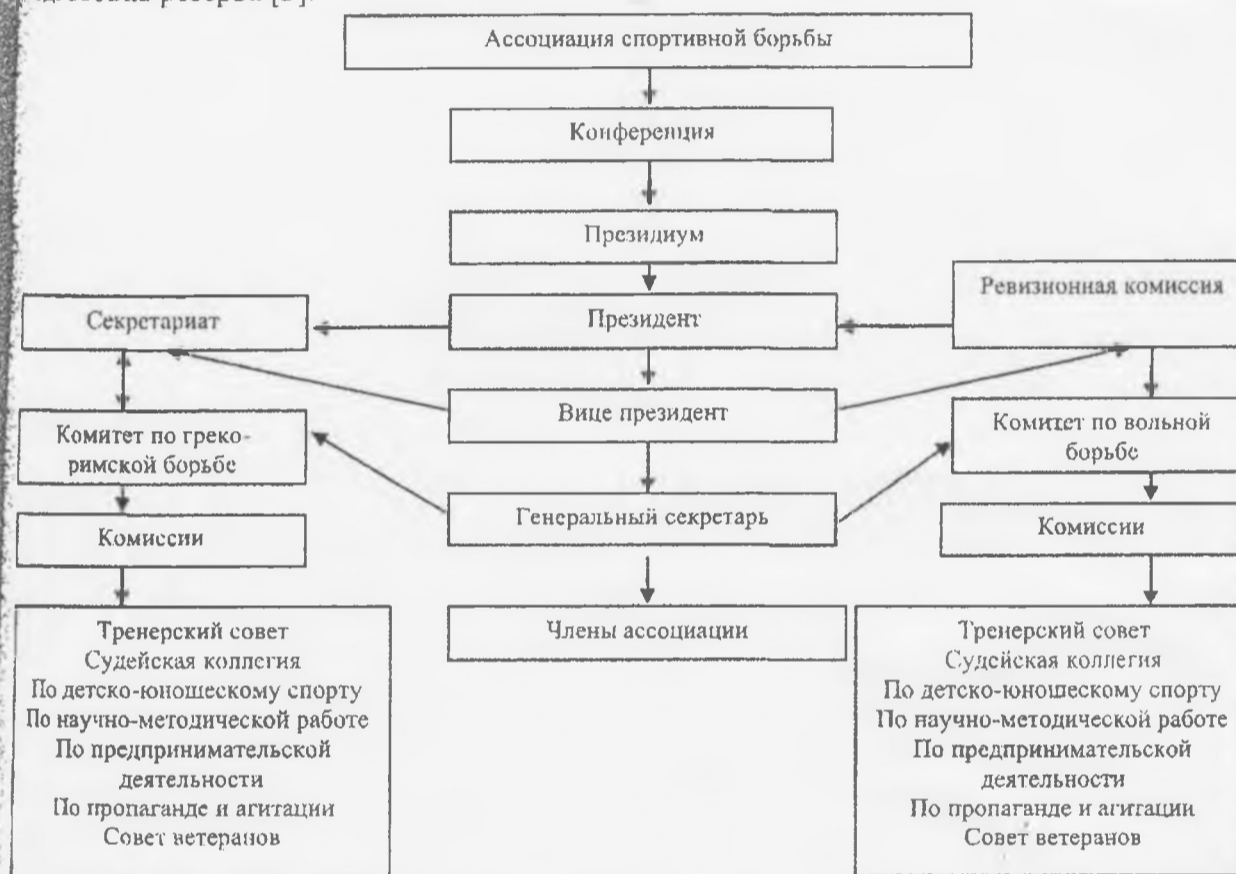 Ассоциация спортивной борьбы
Конференция
Президиум
Ревизионная комиссия
Секретариат
Президент
Вице президент
Комитет по греко-
римской борьбе
Комитет по вольной
борьбе
Генеральный секретарь
Комиссии
Комиссии
Члены ассоциации
Тренерский совет
Судейская коллегия
По детско-юношескому спорту
По научно-методической работе
По предпринимательской
деятельности
По пропаганде и агитации
Совет ветеранов
Тренерский совет
Судейская коллегия
По детско-юношескому спорту
По научно-методической работе
По предпринимательской
деятельности
По пропаганде и агитации
Совет ветеранов